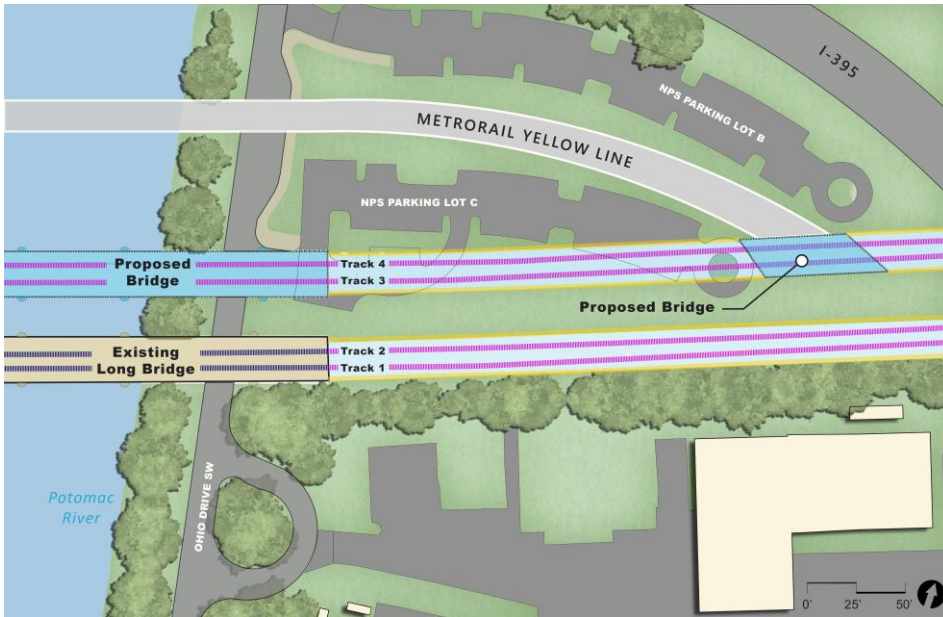 I-395
NPS PARKING LOT B
METRORAIL YELLOW LINE
NPS PARKING LOT C
Proposed
Bridge
Track 4
Track 3
Proposed Bridge
Existing
Long Bridge
Track 2
Track 1
Potomac
River
OHIO DRIVE SW
0' 25' 50'